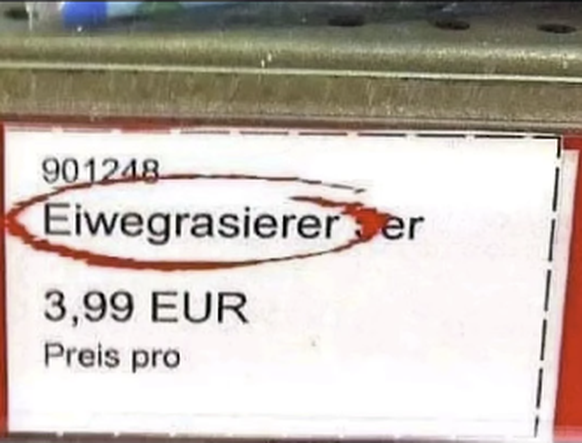 901248
Eiwegrasierer
3,99 EUR
Preis pro